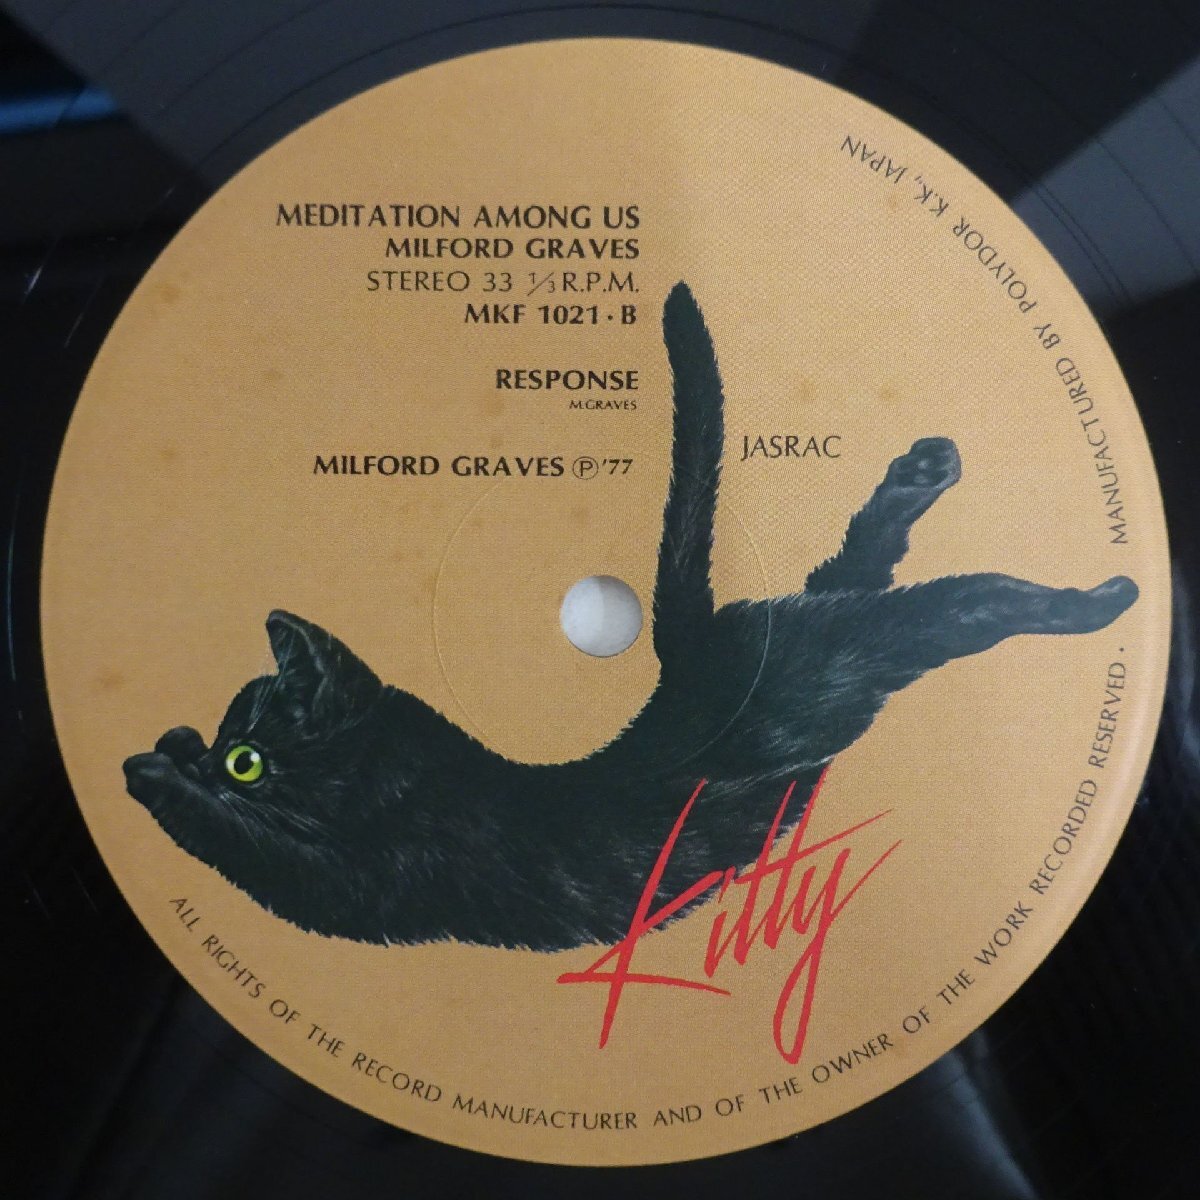 MEDITATION AMONG US
MILFORD GRAVES
STEREO 33 1/3 R.P.M.
MKF 1021・B
RESPONSE
M.GRAVES
MILFORD GRAVES Ⓟ'77
JASRAC
Kitty
ALL RIGHTS OF THE RECORD MANUFACTURER AND OF THE OWNER OF THE WORK RECORDED RESERVED・MANUFACTURED BY POLYDOR K.K., JAPAN